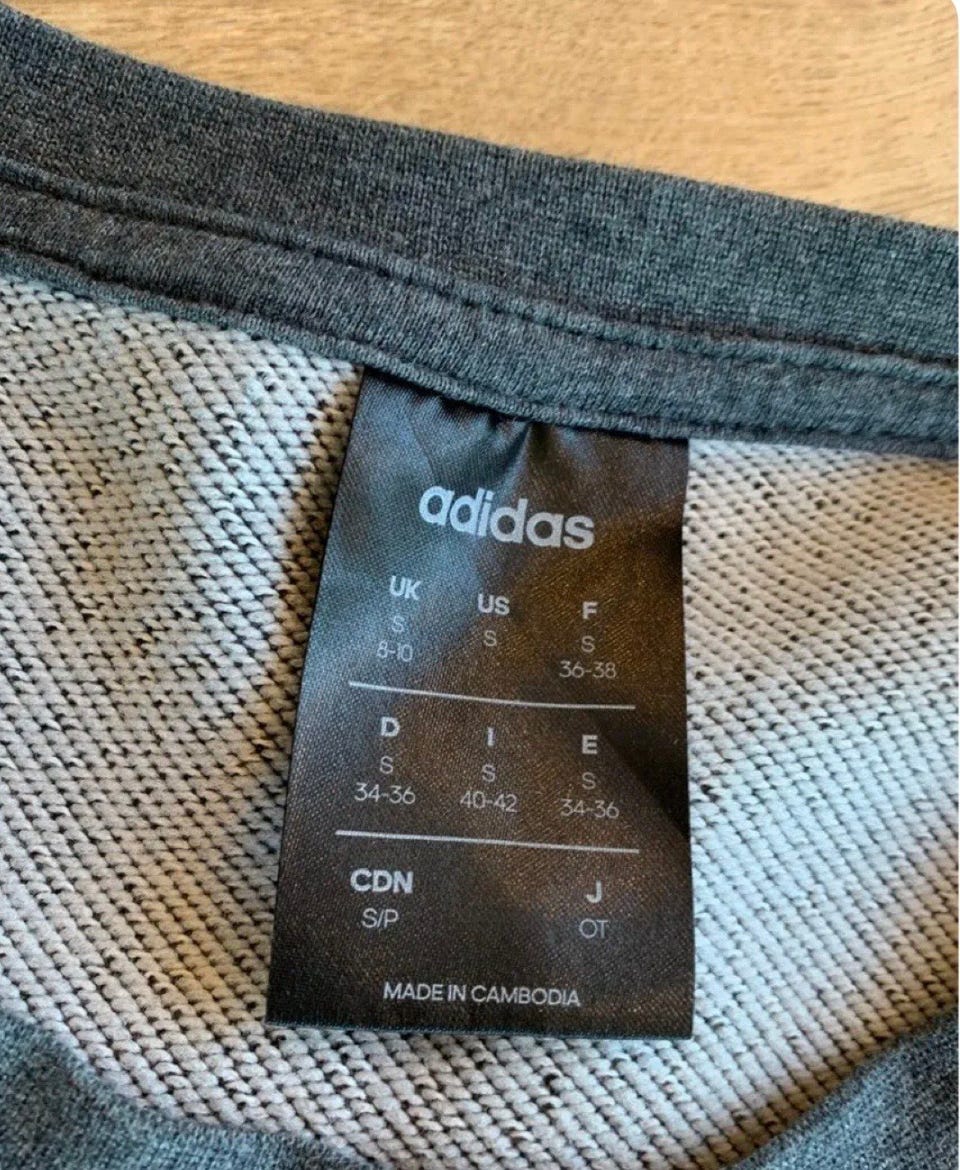 adidas
UK US F
S S S
8-10 36-38
D I E
S S S
34-36 40-42 34-36
CDN J
S/P OT
MADE IN CAMBODIA